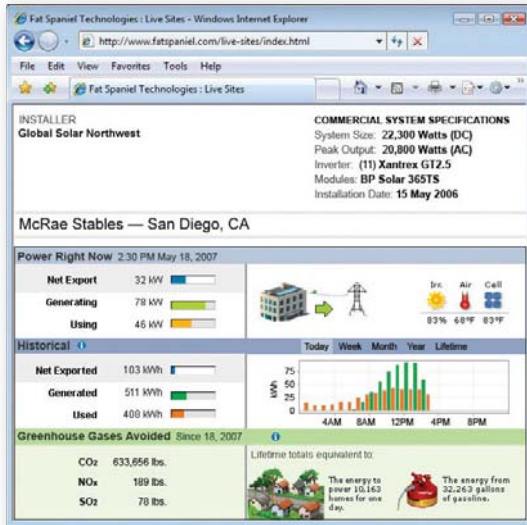 Fat Spaniel Technologies : Live Sites - Windows Internet Explorer
http://www.fatspaniel.com/live-sites/index.html
File Edit View Favorites Tools Help
Fat Spaniel Technologies : Live Sites
INSTALLER
Global Solar Northwest
COMMERCIAL SYSTEM SPECIFICATIONS
System Size: 22,300 Watts (DC)
Peak Output: 20,800 Watts (AC)
Inverter: (11) Xantrex GT2.5
Modules: BP Solar 365TS
Installation Date: 15 May 2006
McRae Stables — San Diego, CA
Power Right Now 2:30 PM May 18, 2007
Net Export 32 kW
Generating 78 kW
Using 46 kW
Irr. Air Cell
83% 68°F 83°F
Historical
Today Week Month Year Lifetime
Net Exported 103 kWh
Generated 511 kWh
Used 408 kWh
kWh
75
50
25
0
4AM 8AM 12PM 4PM 8PM
Greenhouse Gases Avoided Since 18, 2007
CO2 633,656 lbs.
NOx 189 lbs.
SO2 78 lbs.
Lifetime totals equivalent to:
The energy to
power 10,163
homes for one
day.
The energy from
32,263 gallons
of gasoline.